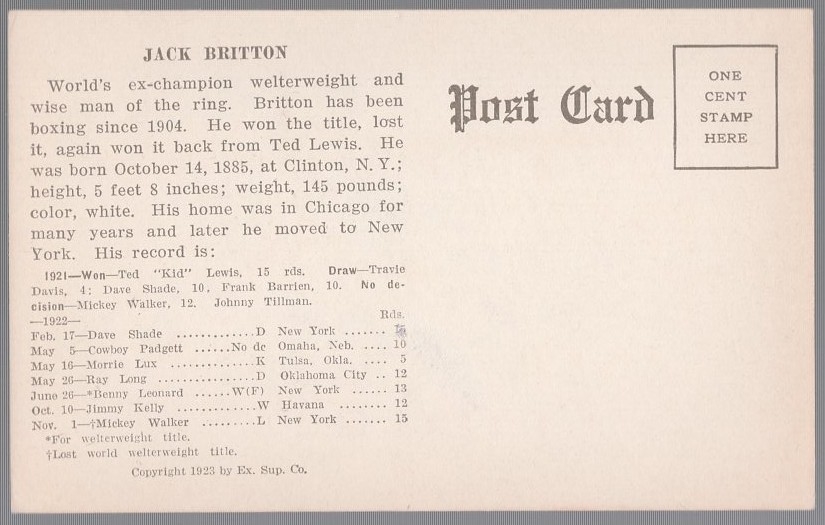 JACK BRITTON
World's ex-champion welterweight and
wise man of the ring. Britton has been
boxing since 1904. He won the title, lost
it, again won it back from Ted Lewis. He
was born October 14, 1885, at Clinton, N. Y.;
height, 5 feet 8 inches; weight, 145 pounds;
color, white. His home was in Chicago for
many years and later he moved to New
York. His record is:
1921—Won—Ted "Kid" Lewis, 15 rds. Draw—Travie
Davis, 4; Dave Shade, 10, Frank Barrien, 10. No de-
cision—Mickey Walker, 12, Johnny Tillman.
—1922— Rds.
Feb. 17—Dave Shade ............D New York .......
May 5—Cowboy Padgett ......No de Omaha, Neb. .... 10
May 16—Morrie Lux .............K Tulsa, Okla. .... 5
May 26—Ray Long ...............D Oklahoma City .. 12
June 26—*Benny Leonard ......W(F) New York ...... 13
Oct. 10—Jimmy Kelly ............W Havana ........ 12
Nov. 1—†Mickey Walker .........L New York ....... 15
*For welterweight title.
†Lost world welterweight title.
Copyright 1923 by Ex. Sup. Co.
Post Card
ONE
CENT
STAMP
HERE